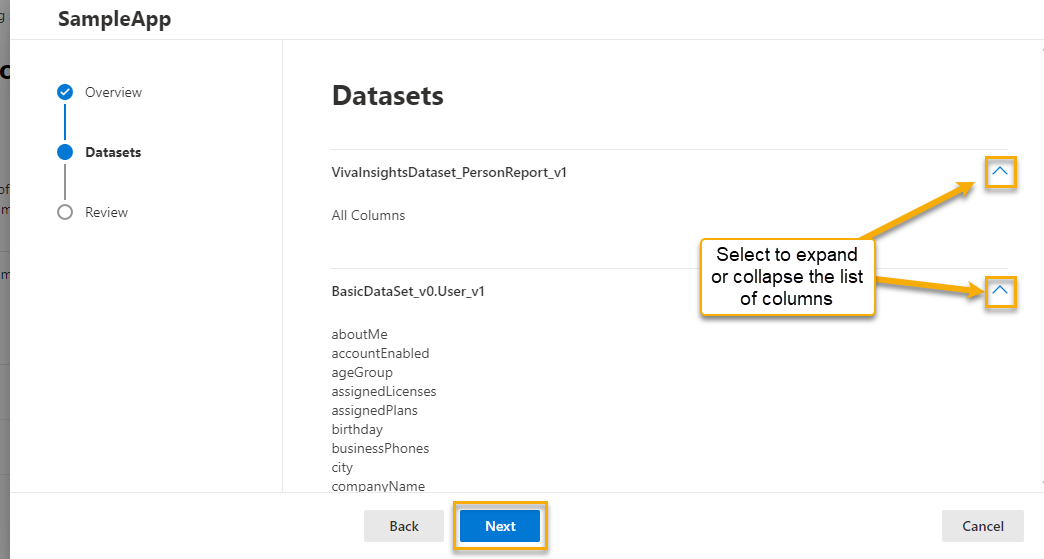 SampleApp
Overview
Datasets
Review
Datasets
VivaInsightsDataset_PersonReport_v1
All Columns
Select to expand
or collapse the list
of columns
BasicDataSet_v0.User_v1
aboutMe
accountEnabled
ageGroup
assignedLicenses
assignedPlans
birthday
businessPhones
city
companyName
Back
Next
Cancel